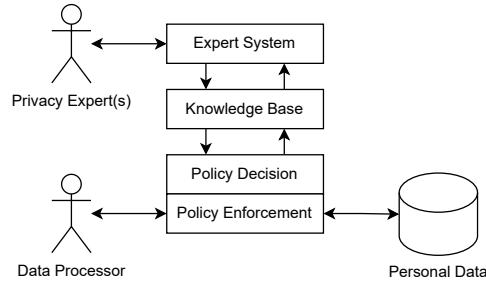 Expert System
Privacy Expert(s)
Knowledge Base
Policy Decision
Policy Enforcement
Data Processor
Personal Data